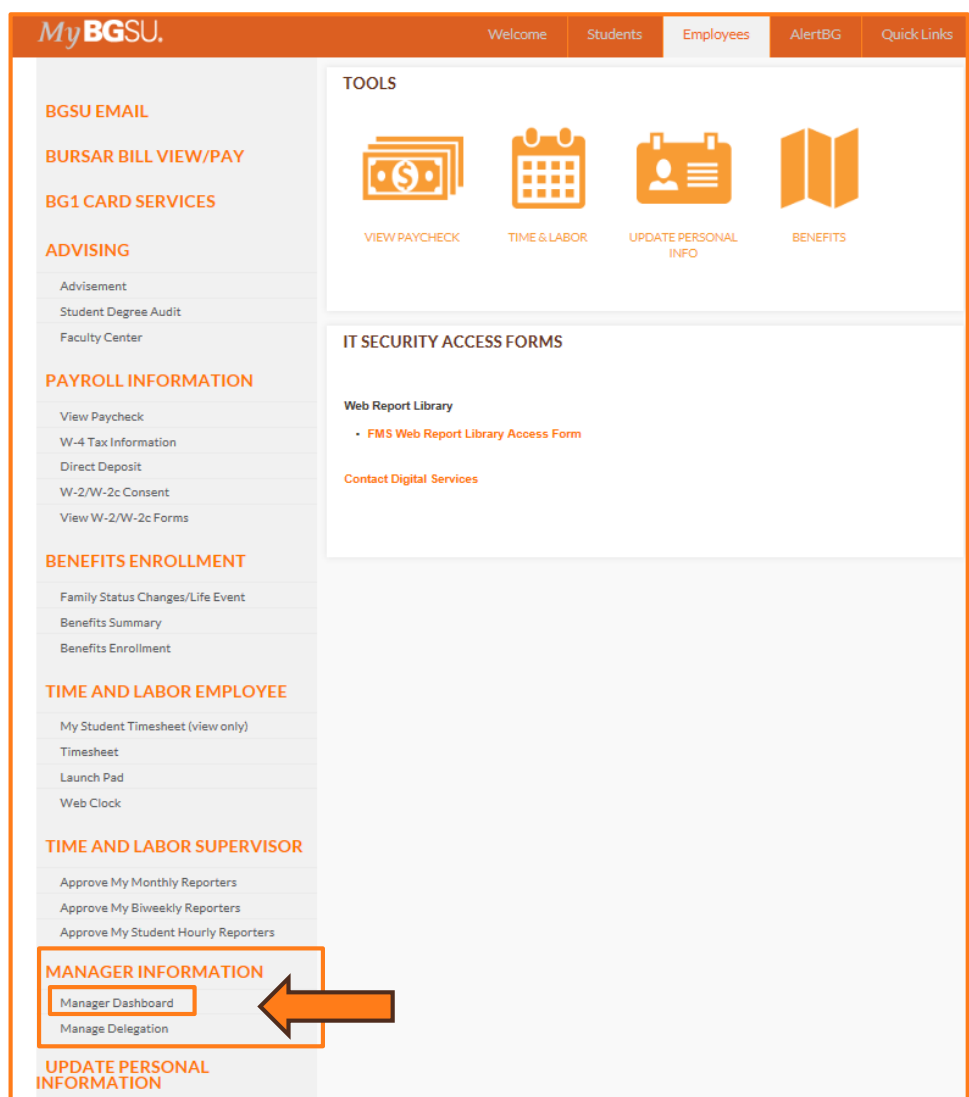 My BGSU.
Welcome
Students
Employees
AlertBG
Quick Links
BGSU EMAIL
BURSAR BILL VIEW/PAY
BG1 CARD SERVICES
ADVISING
Advisement
Student Degree Audit
Faculty Center
PAYROLL INFORMATION
View Paycheck
W-4 Tax Information
Direct Deposit
W-2/W-2c Consent
View W-2/W-2c Forms
BENEFITS ENROLLMENT
Family Status Changes/Life Event
Benefits Summary
Benefits Enrollment
TIME AND LABOR EMPLOYEE
My Student Timesheet (view only)
Timesheet
Launch Pad
Web Clock
TIME AND LABOR SUPERVISOR
Approve My Monthly Reporters
Approve My Biweekly Reporters
Approve My Student Hourly Reporters
MANAGER INFORMATION
Manager Dashboard
Manage Delegation
UPDATE PERSONAL
INFORMATION
TOOLS
VIEW PAYCHECK
TIME & LABOR
UPDATE PERSONAL
INFO
BENEFITS
IT SECURITY ACCESS FORMS
Web Report Library
• FMS Web Report Library Access Form
Contact Digital Services